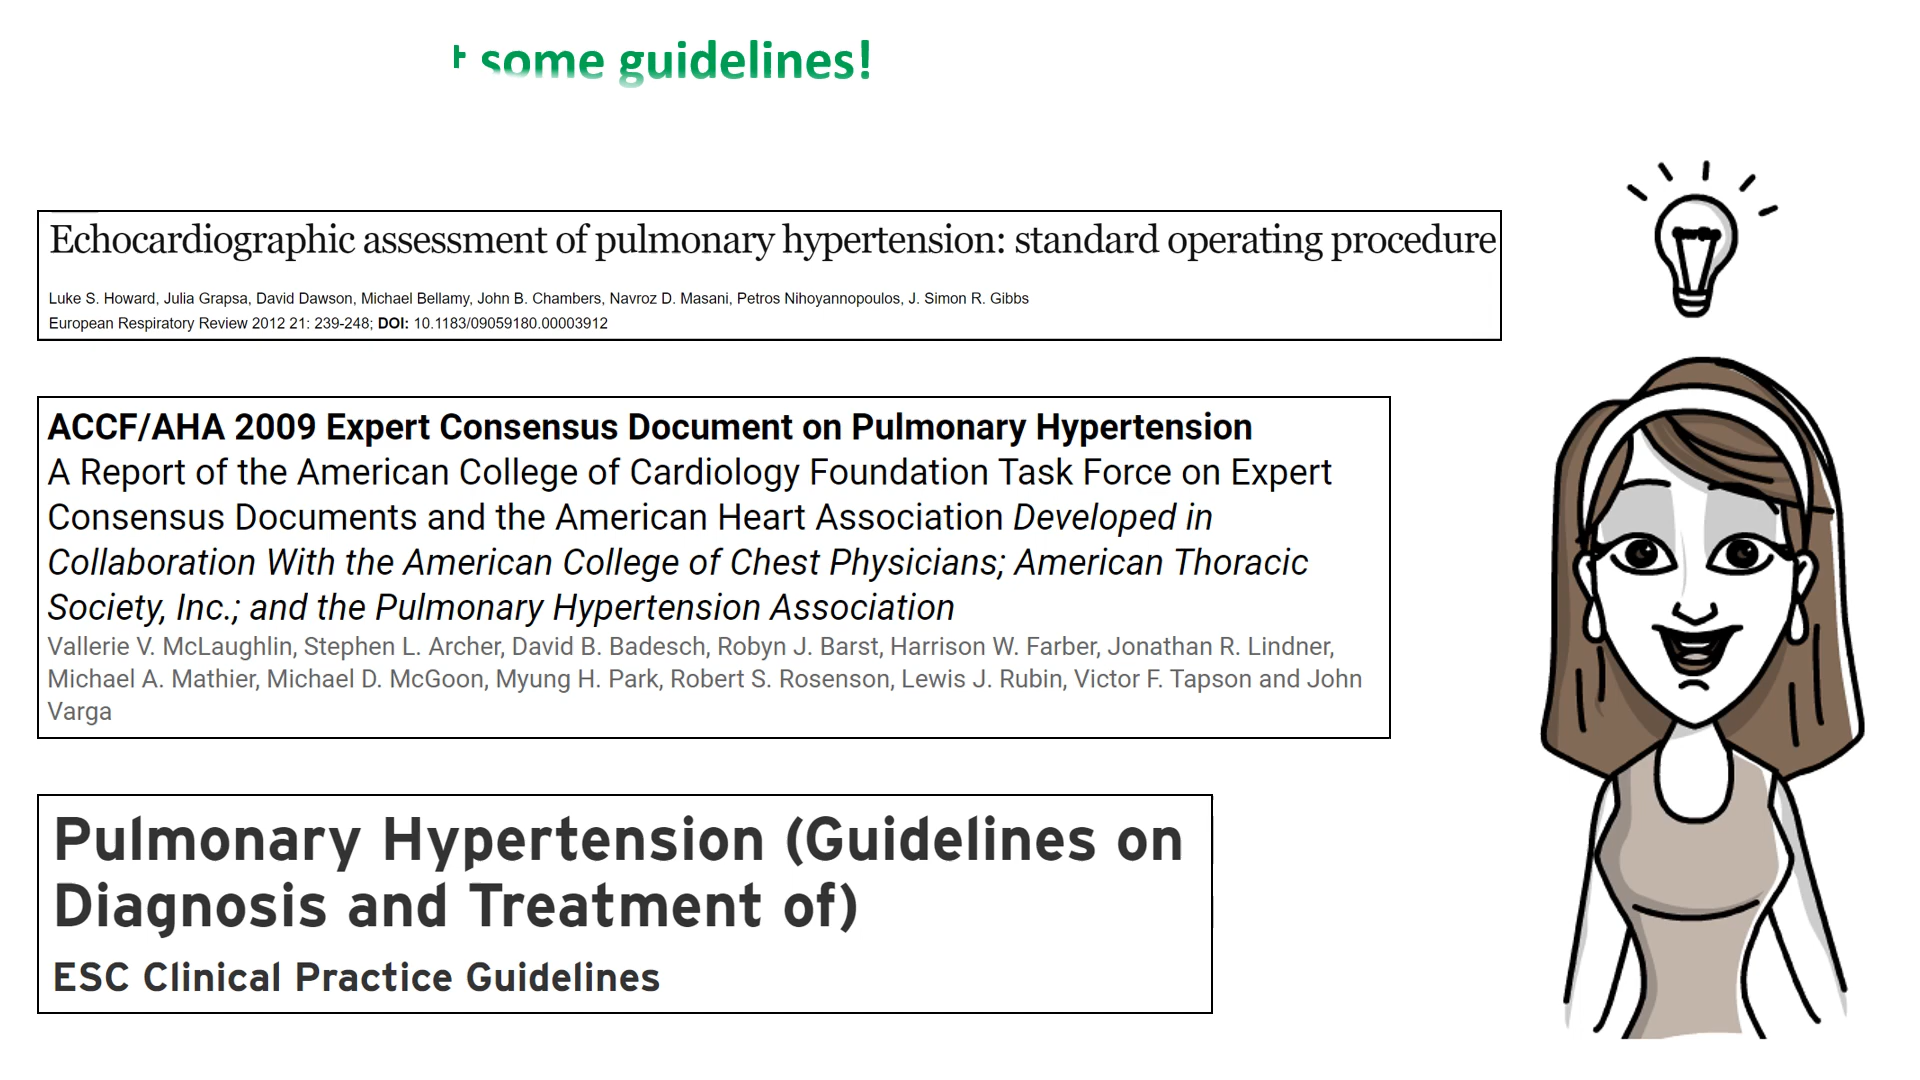 some guidelines!
Echocardiographic assessment of pulmonary hypertension: standard operating procedure
Luke S. Howard, Julia Grapsa, David Dawson, Michael Bellamy, John B. Chambers, Navroz D. Masani, Petros Nihoyannopoulos, J. Simon R. Gibbs
European Respiratory Review 2012 21: 239-248; DOI: 10.1183/09059180.00003912
ACCF/AHA 2009 Expert Consensus Document on Pulmonary Hypertension
A Report of the American College of Cardiology Foundation Task Force on Expert
Consensus Documents and the American Heart Association Developed in
Collaboration With the American College of Chest Physicians; American Thoracic
Society, Inc.; and the Pulmonary Hypertension Association
Vallerie V. McLaughlin, Stephen L. Archer, David B. Badesch, Robyn J. Barst, Harrison W. Farber, Jonathan R. Lindner,
Michael A. Mathier, Michael D. McGoon, Myung H. Park, Robert S. Rosenson, Lewis J. Rubin, Victor F. Tapson and John
Varga
Pulmonary Hypertension (Guidelines on
Diagnosis and Treatment of)
ESC Clinical Practice Guidelines